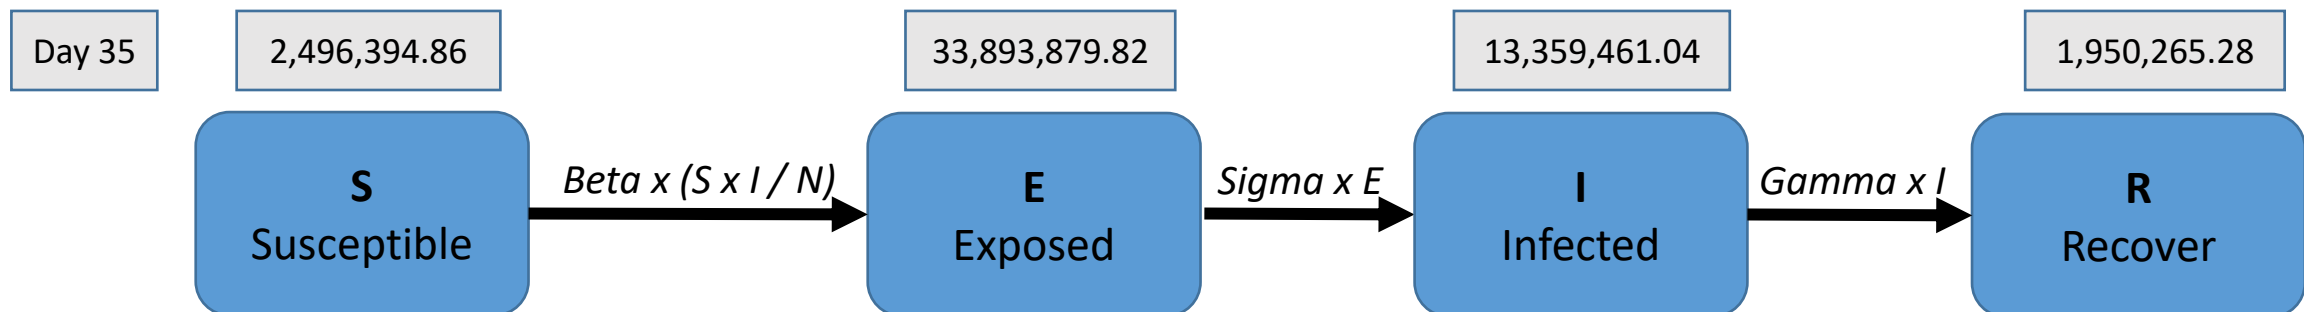 Day 35
2,496,394.86
33,893,879.82
13,359,461.04
1,950,265.28
S
Susceptible
Beta x (S x I / N)
E
Exposed
Sigma x E
I
Infected
Gamma x I
R
Recover